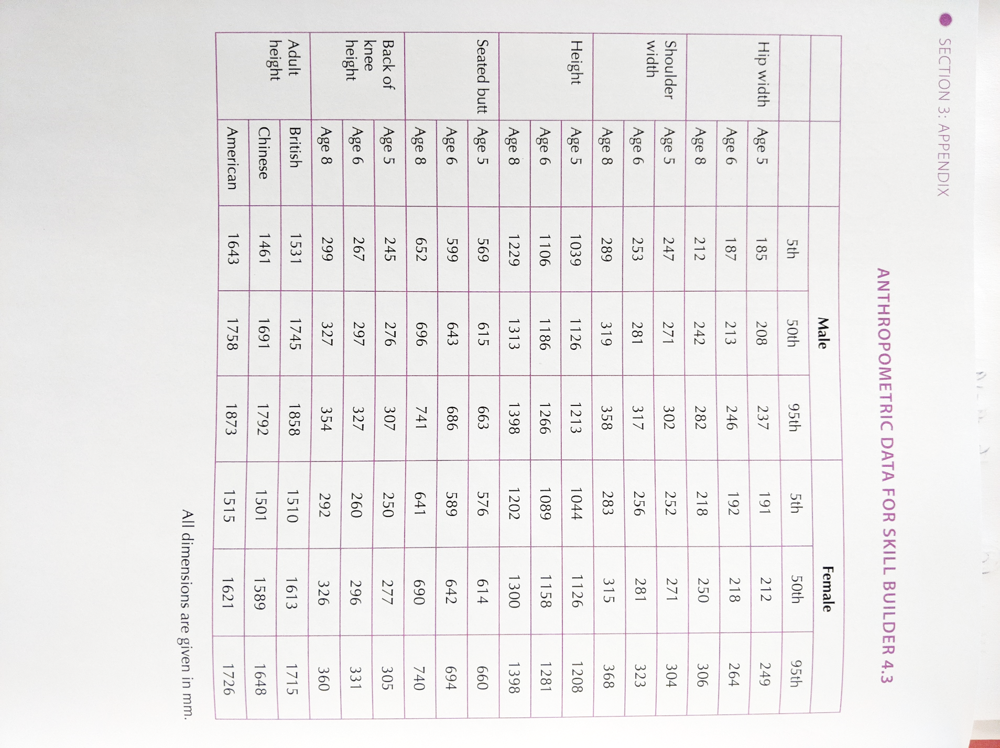 SECTION 3: APPENDIX
ANTHROPOMETRIC DATA FOR SKILL BUILDER 4.3
Male Female
5th 50th 95th 5th 50th 95th
Hip width Age 5 185 208 237 191 212 249
Age 6 187 213 246 192 218 264
Age 8 212 242 282 218 250 306
Shoulder width Age 5 247 271 302 252 271 304
Age 6 253 281 317 256 281 323
Age 8 289 319 358 283 315 368
Height Age 5 1039 1126 1213 1044 1126 1208
Age 6 1106 1186 1266 1089 1158 1281
Age 8 1229 1313 1398 1202 1300 1398
Seated butt Age 5 569 615 663 576 614 660
Age 6 599 643 686 589 642 694
Age 8 652 696 741 641 690 740
Back of knee height Age 5 245 276 307 250 277 305
Age 6 267 297 327 260 296 331
Age 8 299 327 354 292 326 360
Adult height British 1531 1745 1858 1510 1613 1715
Chinese 1461 1691 1792 1501 1589 1648
American 1643 1758 1873 1515 1621 1726
All dimensions are given in mm.